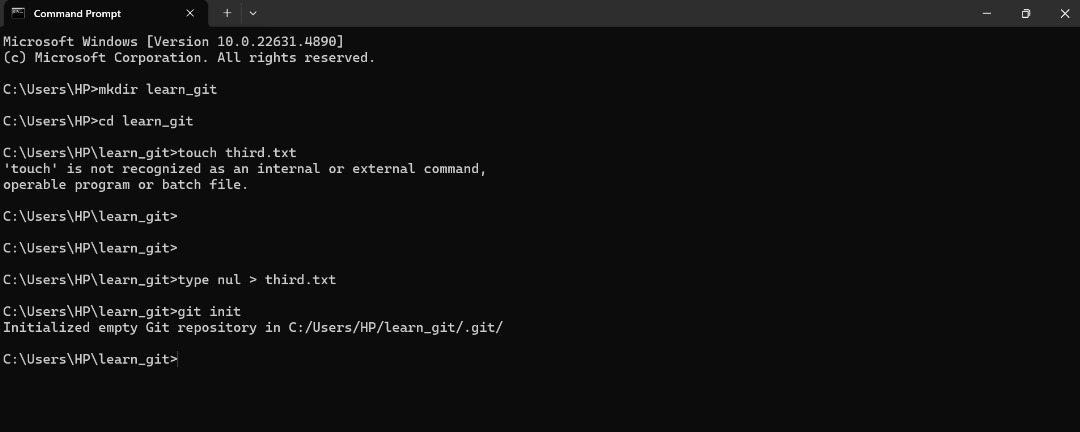 Command Prompt
Microsoft Windows [Version 10.0.22631.4890]
(c) Microsoft Corporation. All rights reserved.
C:\Users\HP>mkdir learn_git
C:\Users\HP>cd learn_git
C:\Users\HP\learn_git>touch third.txt
'touch' is not recognized as an internal or external command,
operable program or batch file.
C:\Users\HP\learn_git>
C:\Users\HP\learn_git>
C:\Users\HP\learn_git>type nul > third.txt
C:\Users\HP\learn_git>git init
Initialized empty Git repository in C:/Users/HP/learn_git/.git/
C:\Users\HP\learn_git>